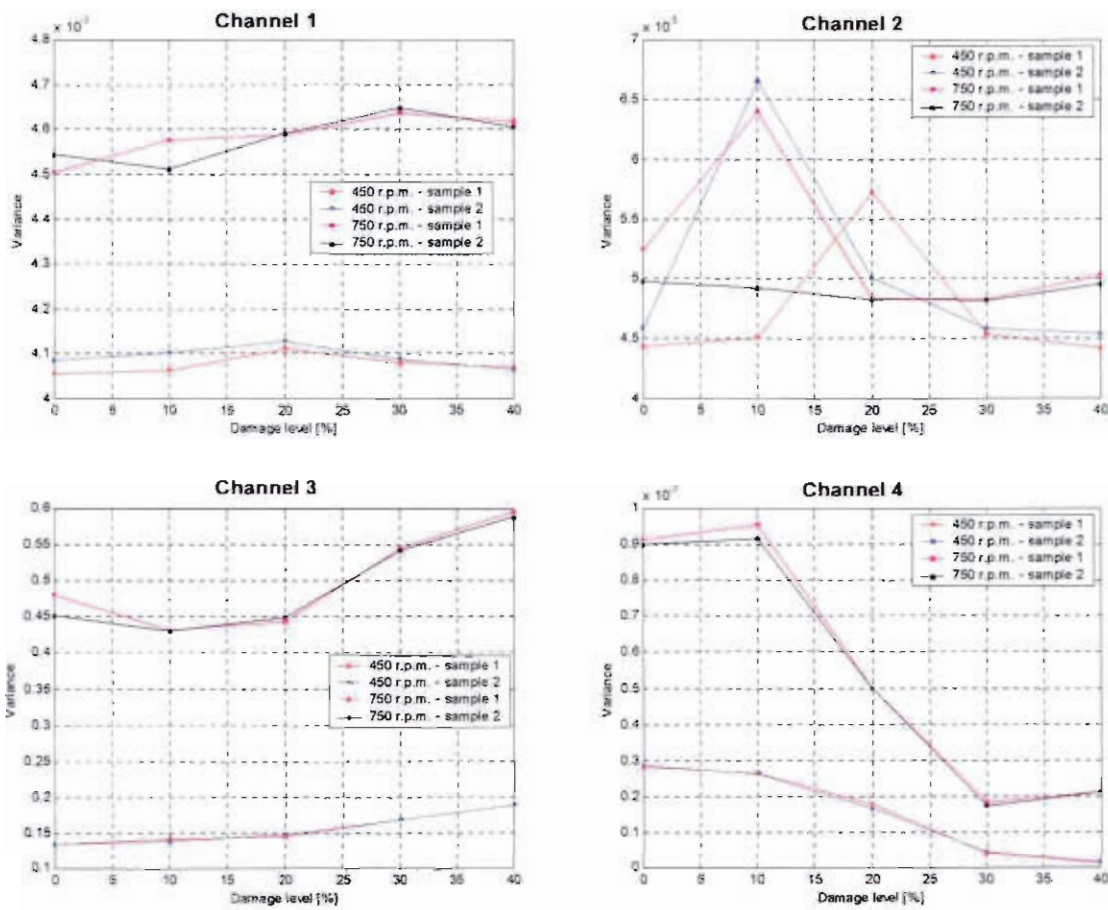 Channel 1
× 10⁻³
4.8
4.7
4.6
4.5
4.4
4.3
4.2
4.1
4
Variance
450 r.p.m. - sample 1
450 r.p.m. - sample 2
750 r.p.m. - sample 1
750 r.p.m. - sample 2
0 5 10 15 20 25 30 35 40
Damage level [%]
Channel 2
7
6.5
6
5.5
5
4.5
4
Variance
450 r.p.m. - sample 1
450 r.p.m. - sample 2
750 r.p.m. - sample 1
750 r.p.m. - sample 2
0 5 10 15 20 25 30 35 40
Damage level [%]
Channel 3
0.6
0.55
0.5
0.45
0.4
0.35
0.3
0.25
0.2
0.15
0.1
Variance
450 r.p.m. - sample 1
450 r.p.m. - sample 2
750 r.p.m. - sample 1
750 r.p.m. - sample 2
0 5 10 15 20 25 30 35 40
Damage level [%]
Channel 4
1
0.9
0.8
0.7
0.6
0.5
0.4
0.3
0.2
0.1
0
Variance
450 r.p.m. - sample 1
450 r.p.m. - sample 2
750 r.p.m. - sample 1
750 r.p.m. - sample 2
0 5 10 15 20 25 30 35 40
Damage level [%]